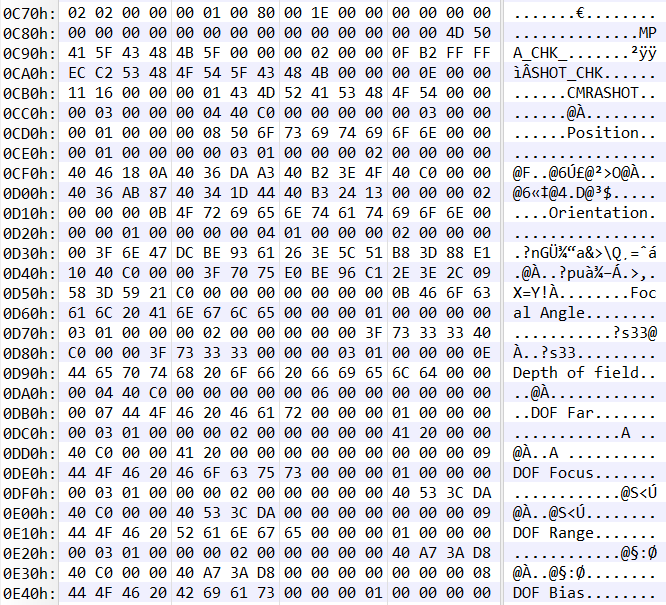 0C70h: 02 02 00 00 00 01 00 80 00 1E 00 00 00 00 00 00 .......€........
0C80h: 00 00 00 00 00 00 00 00 00 00 00 00 00 00 4D 50 ..............MP
0C90h: 41 5F 43 48 4B 5F 00 00 00 02 00 00 0F B2 FF FF A_CHK_.......²ÿÿ
0CA0h: EC C2 53 48 4F 54 5F 43 48 4B 00 00 00 0E 00 00 ìÂSHOT_CHK......
0CB0h: 11 16 00 00 00 01 43 4D 52 41 53 48 4F 54 00 00 ......CMRASHOT..
0CC0h: 00 03 00 00 00 04 40 C0 00 00 00 00 00 03 00 00 ......@À........
0CD0h: 00 01 00 00 00 08 50 6F 73 69 74 69 6F 6E 00 00 ......Position..
0CE0h: 00 01 00 00 00 00 03 01 00 00 00 02 00 00 00 00 ................
0CF0h: 40 46 18 0A 40 36 DA A3 40 B2 3E 4F 40 C0 00 00 @F..@6Ú£@²>O@À..
0D00h: 40 36 AB 87 40 34 1D 44 40 B3 24 13 00 00 00 02 @6«‡@4.D@³$.....
0D10h: 00 00 00 0B 4F 72 69 65 6E 74 61 74 69 6F 6E 00 ....Orientation.
0D20h: 00 01 00 00 00 00 04 01 00 00 00 02 00 00 00 00 ................
0D30h: 00 3F 6E 47 DC BE 93 61 26 3E 5C 51 B8 3D 88 E1 .?nGÜ¾“a&>\Q¸=ˆá
0D40h: 10 40 C0 00 00 3F 70 75 E0 BE 96 C1 2E 3E 2C 09 .@À..?puà¾–Á.>,.
0D50h: 58 3D 59 21 C0 00 00 00 00 00 00 0B 46 6F 63 X=Y!À.......Foc
0D60h: 61 6C 20 41 6E 67 6C 65 00 00 00 01 00 00 00 00 al Angle........
0D70h: 03 01 00 00 00 02 00 00 00 00 00 3F 73 33 33 40 ...........?s33@
0D80h: C0 00 00 3F 73 33 33 00 00 00 03 01 00 00 00 0E À..?s33.........
0D90h: 44 65 70 74 68 20 6F 66 20 66 69 65 6C 64 00 00 Depth of field..
0DA0h: 00 04 40 C0 00 00 00 00 00 06 00 00 00 00 00 00 ..@À............
0DB0h: 00 07 44 4F 46 20 46 61 72 00 00 00 01 00 00 00 ..DOF Far.......
0DC0h: 00 03 01 00 00 00 02 00 00 00 00 00 41 20 00 00 ............A ..
0DD0h: 40 C0 00 00 41 20 00 00 00 00 00 00 00 00 00 09 @À..A ..........
0DE0h: 44 4F 46 20 46 6F 63 75 73 00 00 00 01 00 00 00 DOF Focus.......
0DF0h: 00 03 01 00 00 00 02 00 00 00 00 00 40 53 3C DA ............@S<Ú
0E00h: 40 C0 00 00 40 53 3C DA 00 00 00 00 00 00 00 09 @À..@S<Ú........
0E10h: 44 4F 46 20 52 61 6E 67 65 00 00 00 01 00 00 00 DOF Range.......
0E20h: 00 03 01 00 00 00 02 00 00 00 00 00 40 A7 3A D8 ............@§:Ø
0E30h: 40 C0 00 00 40 A7 3A D8 00 00 00 00 00 00 00 08 @À..@§:Ø........
0E40h: 44 4F 46 20 42 69 61 73 00 00 00 01 00 00 00 00 DOF Bias........